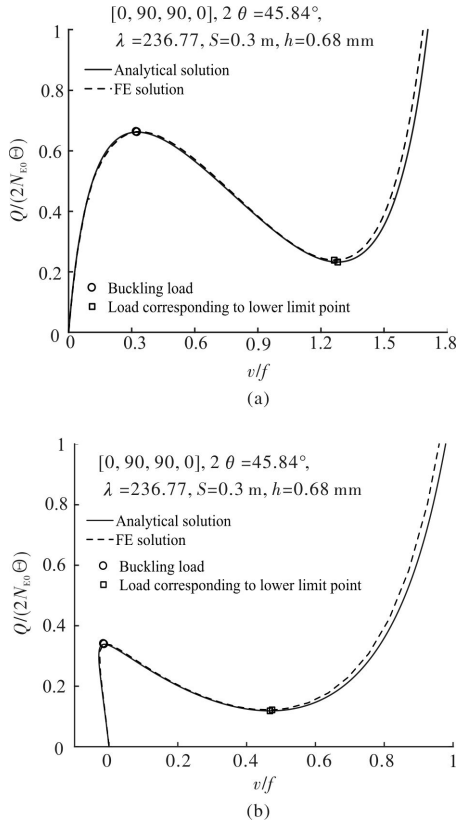 [0, 90, 90, 0], 2 θ =45.84°,
λ =236.77, S=0.3 m, h=0.68 mm
1
Analytical solution
FE solution
0.8
0.6
Q/(2N_E0Θ)
0.4
0.2
Buckling load
Load corresponding to lower limit point
0
0.3 0.6 0.9 1.2 1.5 1.8
v/f
(a)
1
[0, 90, 90, 0], 2 θ =45.84°,
λ =236.77, S=0.3 m, h=0.68 mm
0.8
Analytical solution
FE solution
0.6
Buckling load
Load corresponding to lower limit point
Q/(2N_E0Θ)
0.4
0.2
0
0 0.2 0.4 0.6 0.8 1
v/f
(b)